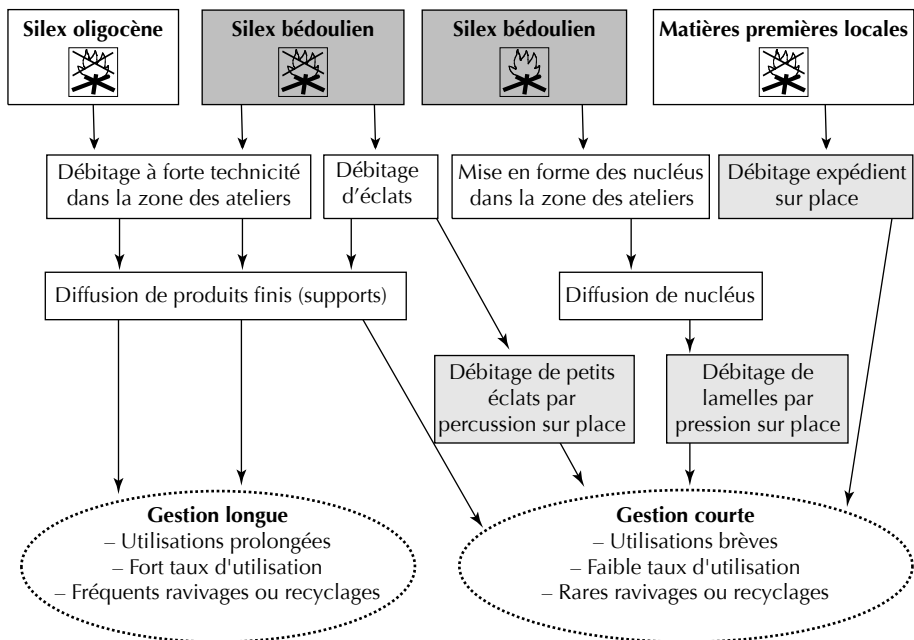 Silex oligocène
Silex bédoulien
Silex bédoulien
Matières premières locales
Débitage à forte technicité
dans la zone des ateliers
Débitage
d'éclats
Mise en forme des nucléus
dans la zone des ateliers
Débitage expédient
sur place
Diffusion de produits finis (supports)
Diffusion de nucléus
Débitage de petits
éclats par
percussion sur place
Débitage de
lamelles par
pression sur place
Gestion longue
– Utilisations prolongées
– Fort taux d'utilisation
– Fréquents ravivages ou recyclages
Gestion courte
– Utilisations brèves
– Faible taux d'utilisation
– Rares ravivages ou recyclages